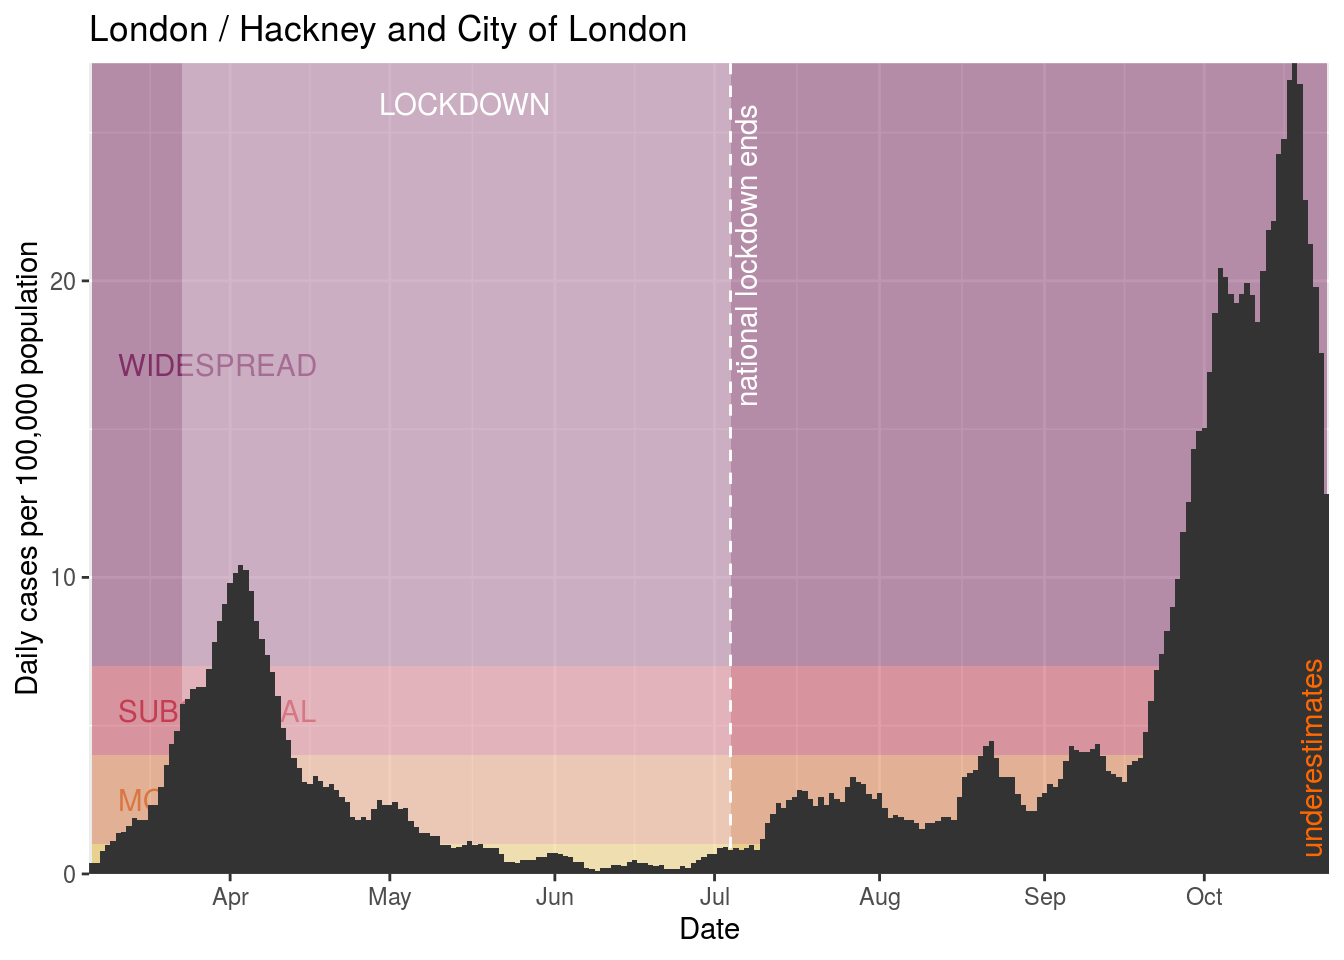 London / Hackney and City of London
LOCKDOWN
national lockdown ends
WIDESPREAD
SUB AL
MO
underestimates
Daily cases per 100,000 population
20
10
0
Apr May Jun Jul Aug Sep Oct
Date